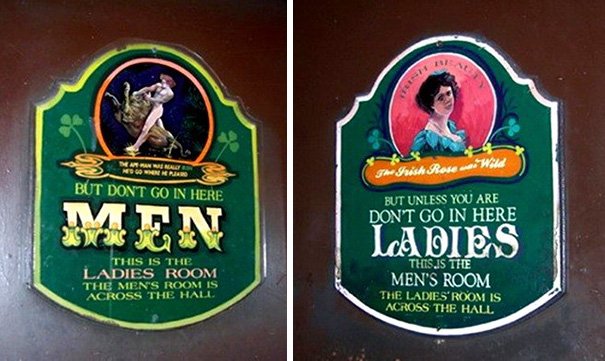 THE APE-MAN WAS REALLY
HE'D GO WHERE HE PLEASED
BUT DON'T GO IN HERE
MEN
THIS IS THE
LADIES ROOM
THE MEN'S ROOM IS
ACROSS THE HALL
IRISH BEAUTY
The Irish Rose was Wild
BUT UNLESS YOU ARE
DON'T GO IN HERE
LADIES
THIS IS THE
MEN'S ROOM
THE LADIES' ROOM IS
ACROSS THE HALL